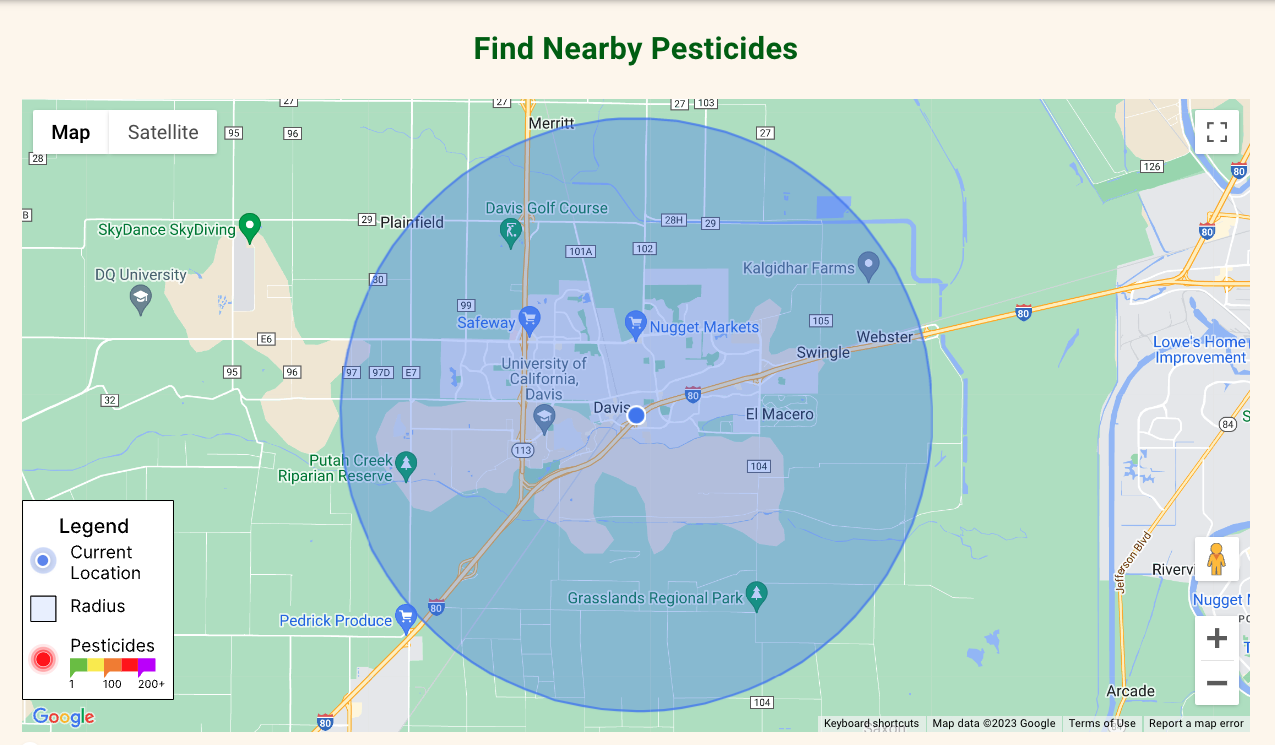 Find Nearby Pesticides
Map
Satellite
27
27
27
103
Merritt
95
96
27
28
126
80
B
29
Plainfield
Davis Golf Course
28H
29
SkyDance SkyDiving
80
101A
102
DQ University
30
Kalgidhar Farms
99
Safeway
Nugget Markets
105
80
E6
Webster
Swingle
Lowe's Home
Improvement
University of
California,
Davis
95
96
97
97D
E7
80
32
Davis
El Macero
84
S
113
Putah Creek
Riparian Reserve
104
Legend
Current
Location
Radius
Pesticides
1
100
200+
Jefferson Blvd
Rivervi
Grasslands Regional Park
Nugget
80
Pedrick Produce
Arcade
104
80
Google
Keyboard shortcuts
Map data ©2023 Google
Terms of Use
Report a map error